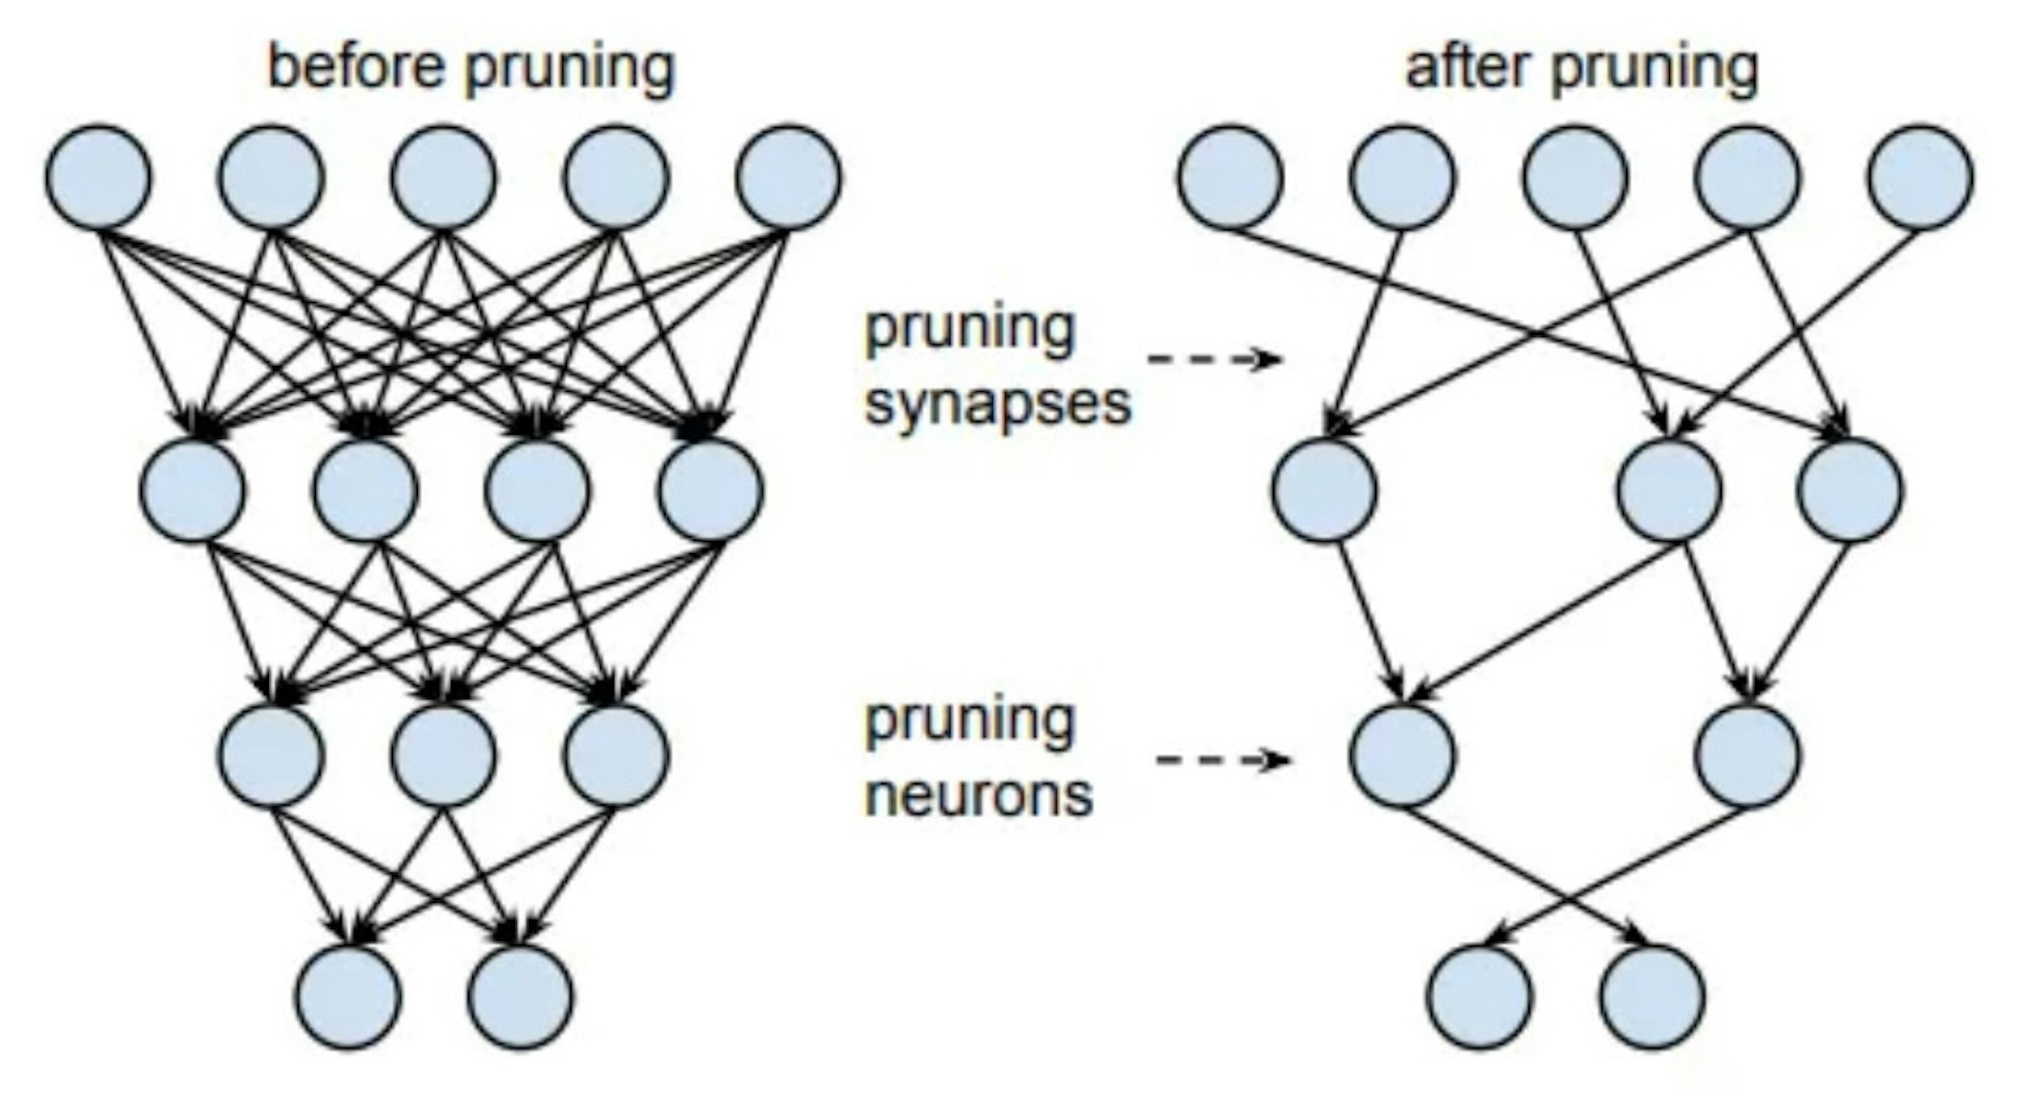 before pruning
after pruning
pruning
synapses
pruning
neurons